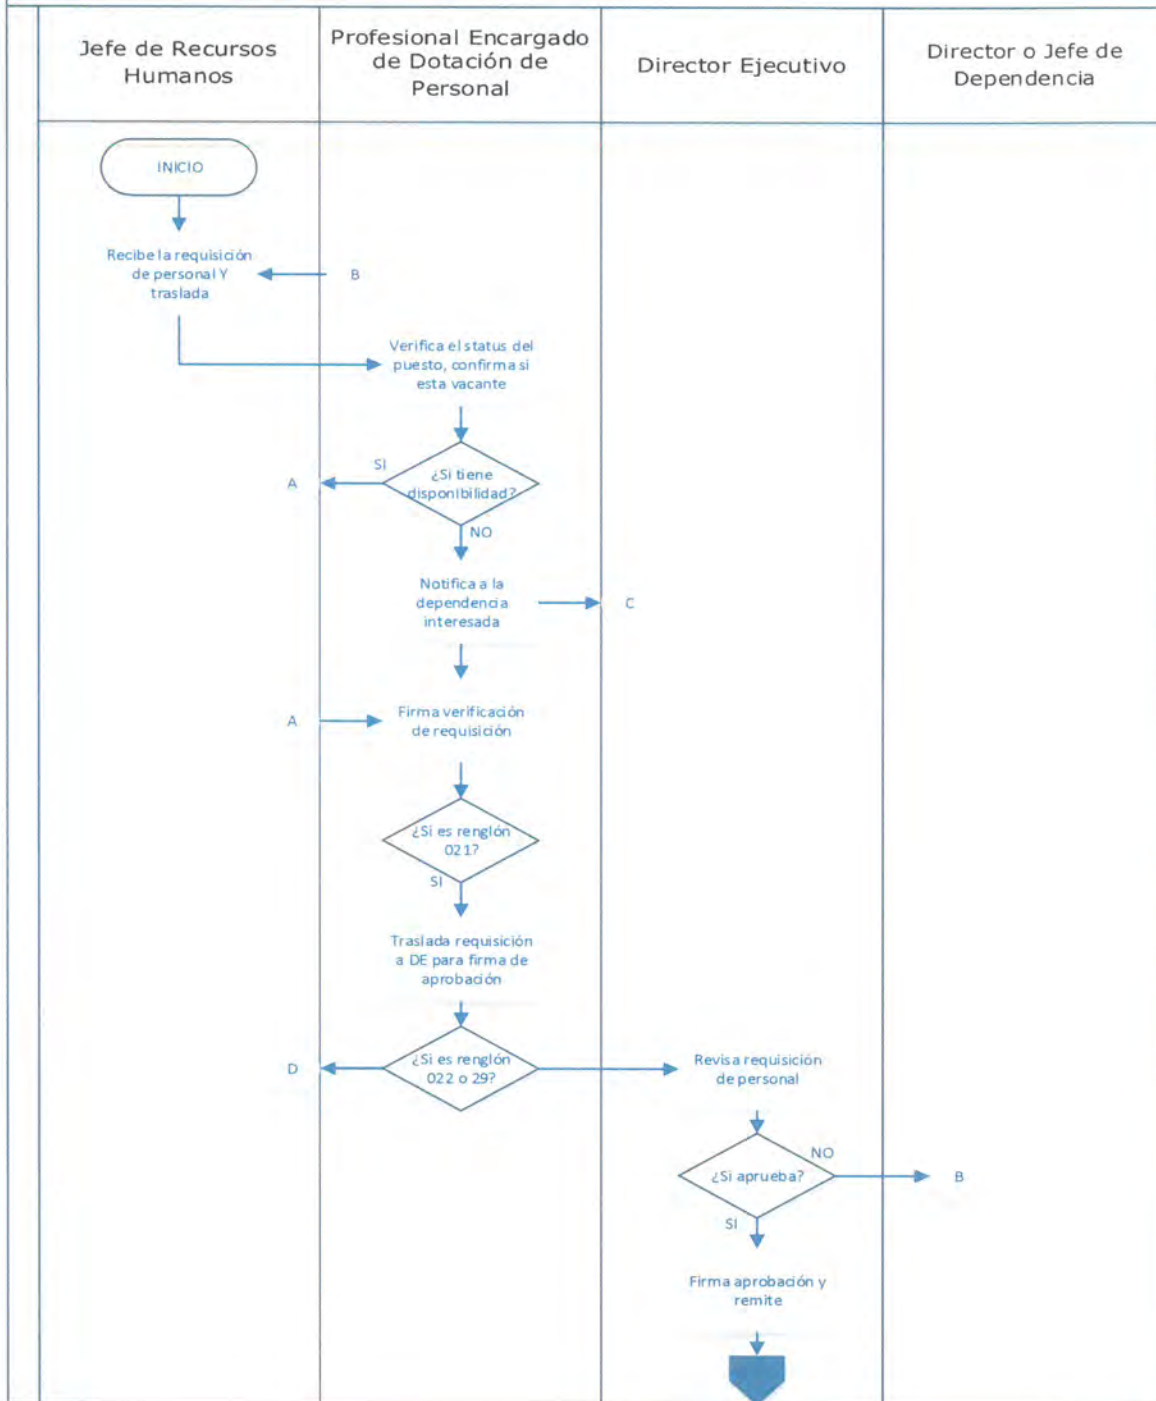 Jefe de Recursos
Humanos
Profesional Encargado
de Dotación de
Personal
Director Ejecutivo
Director o Jefe de
Dependencia
INICIO
Recibe la requisición
de personal Y
traslada
B
Verifica el status del
puesto, confirma si
esta vacante
SI
¿Si tiene
disponibilidad?
A
NO
Notifica a la
dependencia
interesada
C
A
Firma verificación
de requisición
¿Si es renglón
021?
SI
Traslada requisición
a DE para firma de
aprobación
D
¿Si es renglón
022 o 29?
Revisa requisición
de personal
NO
¿Si aprueba?
B
SI
Firma aprobación y
remite